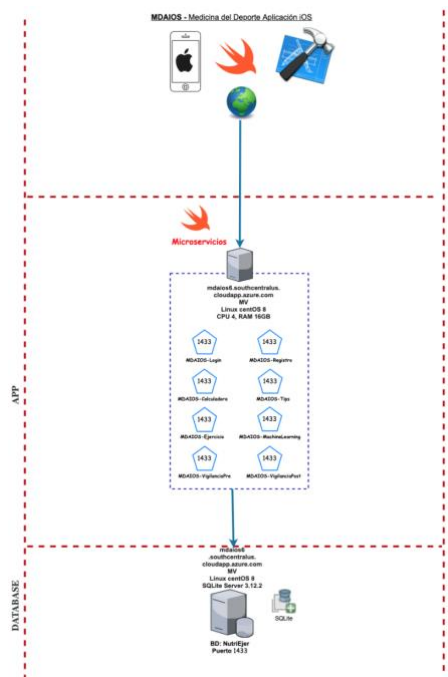 MDAIOS - Medicina del Deporte Aplicación iOS
Microservicios
mdaios6.southcentralus.
cloudapp.azure.com
MV
Linux centOS 8
CPU 4, RAM 16GB
1433
1433
MDAIOS-Login
MDAIOS-Registro
1433
1433
MDAIOS-Calculadora
MDAIOS-Tips
1433
1433
MDAIOS-Ejercicio
MDAIOS-MachineLearning
1433
1433
MDAIOS-VigilanciaPre
MDAIOS-VigilanciaPost
APP
mdaios6
.southcentralus.
cloudapp.azure.com
MV
Linux centOS 8
SQLite Server 3.12.2
SQLite
BD: NutriEjer
Puerto 1433
DATABASE